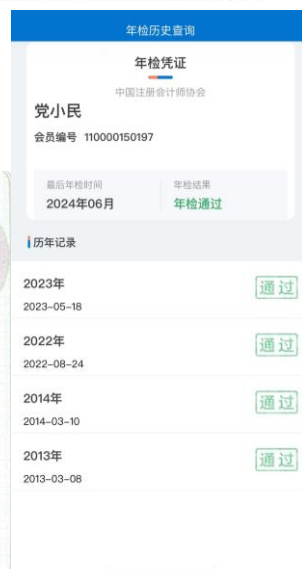 年检历史查询
年检凭证
中国注册会计师协会
党小民
会员编号 110000150197
最后年检时间 年检结果
2024年06月 年检通过
历年记录
2023年 通过
2023-05-18
2022年 通过
2022-08-24
2014年 通过
2014-03-10
2013年 通过
2013-03-08